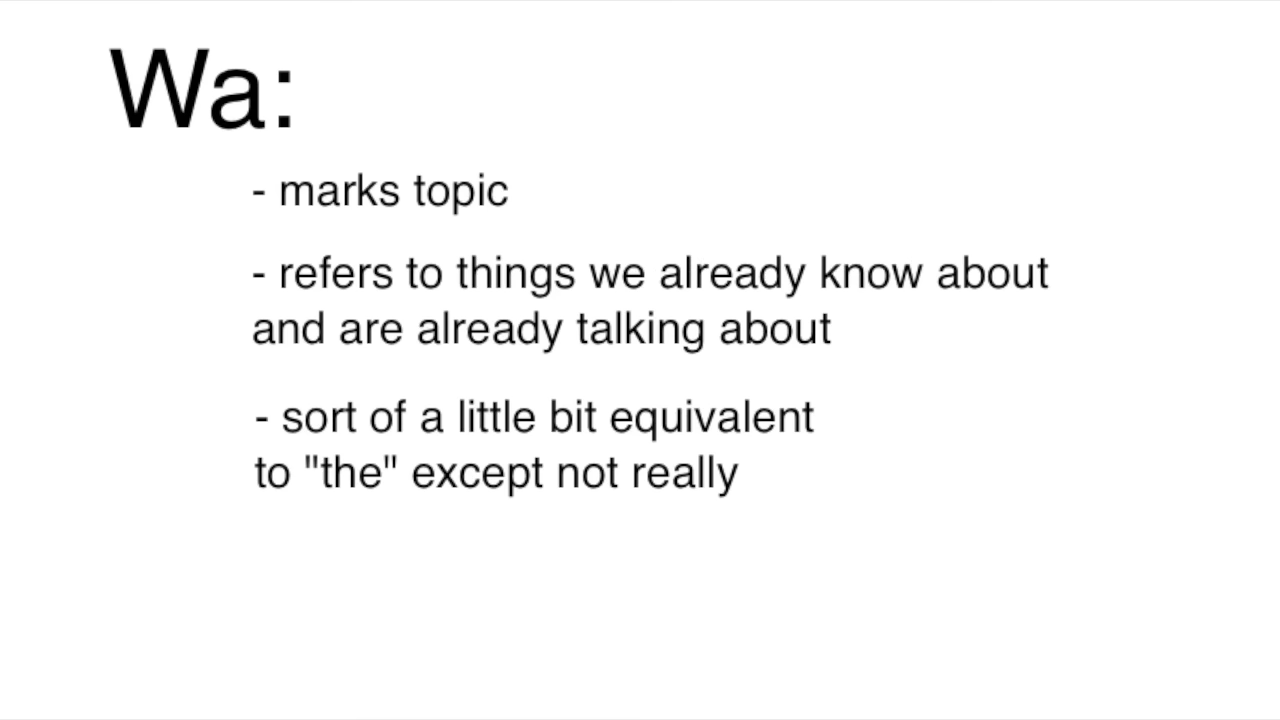 Wa:
- marks topic
- refers to things we already know about
and are already talking about
- sort of a little bit equivalent
to "the" except not really